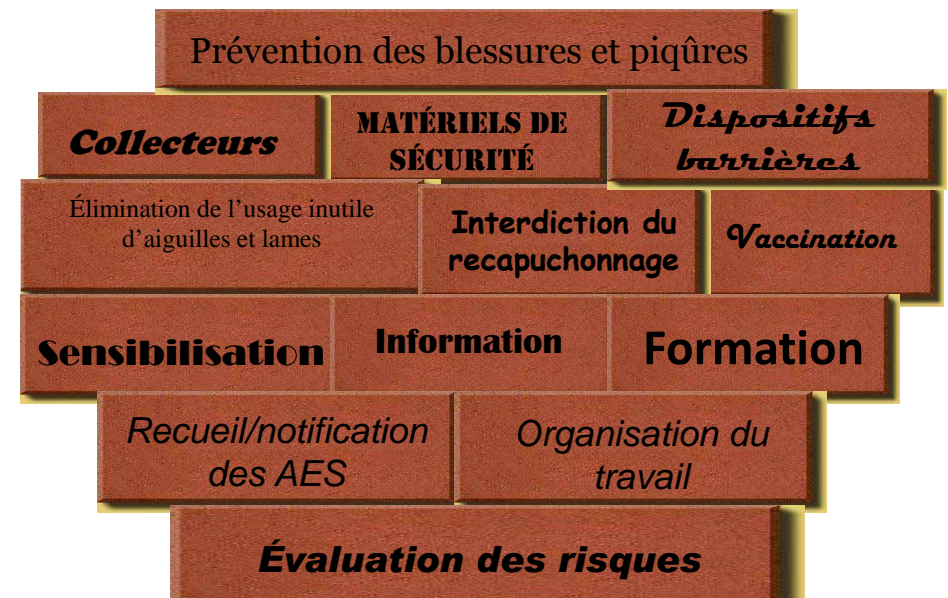 Prévention des blessures et piqûres
Collecteurs
MATÉRIELS DE
SÉCURITÉ
Dispositifs
barrières
Élimination de l’usage inutile
d’aiguilles et lames
Interdiction du
recapuchonnage
Vaccination
Sensibilisation
Information
Formation
Recueil/notification
des AES
Organisation du
travail
Évaluation des risques